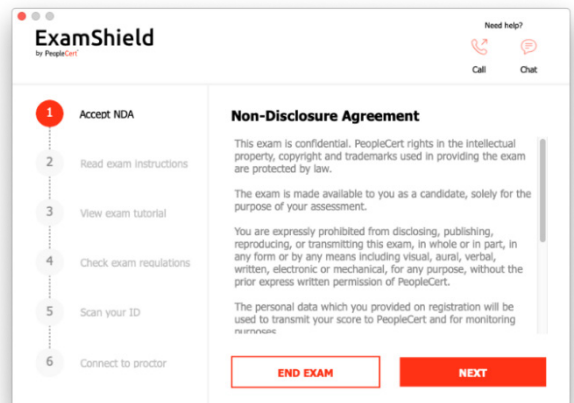 ExamShield
by PeopleCert
Need help?
Call
Chat
1 Accept NDA
2 Read exam instructions
3 View exam tutorial
4 Check exam regulations
5 Scan your ID
6 Connect to proctor
Non-Disclosure Agreement
This exam is confidential. PeopleCert rights in the intellectual
property, copyright and trademarks used in providing the exam
are protected by law.
The exam is made available to you as a candidate, solely for the
purpose of your assessment.
You are expressly prohibited from disclosing, publishing,
reproducing, or transmitting this exam, in whole or in part, in
any form or by any means including visual, aural, verbal,
written, electronic or mechanical, for any purpose, without the
prior express written permission of PeopleCert.
The personal data which you provided on registration will be
used to transmit your score to PeopleCert and for monitoring
purposes
END EXAM
NEXT